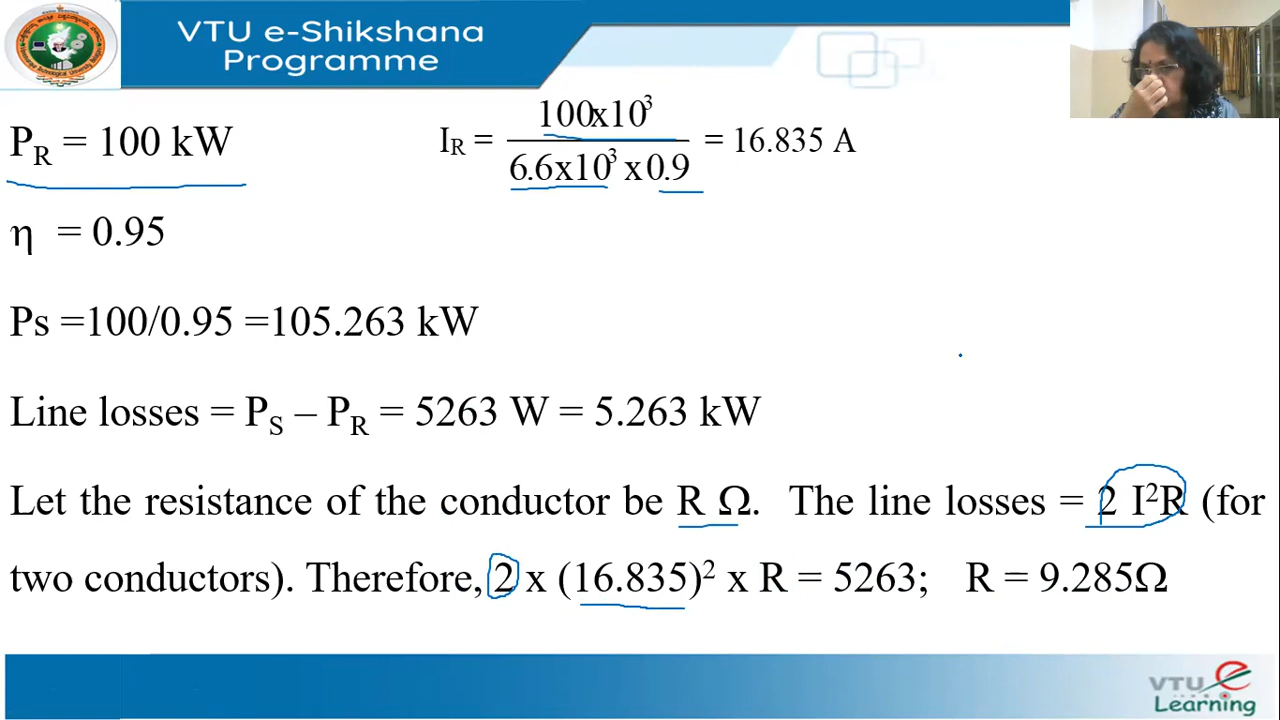 VTU e-Shikshana
Programme
P_R = 100 kW
I_R = 100x10³ / 6.6x10³ x 0.9 = 16.835 A
η = 0.95
Ps =100/0.95 =105.263 kW
Line losses = P_S – P_R = 5263 W = 5.263 kW
Let the resistance of the conductor be R Ω. The line losses = 2 I²R (for
two conductors). Therefore, 2 x (16.835)² x R = 5263; R = 9.285Ω
VTU e
Learning